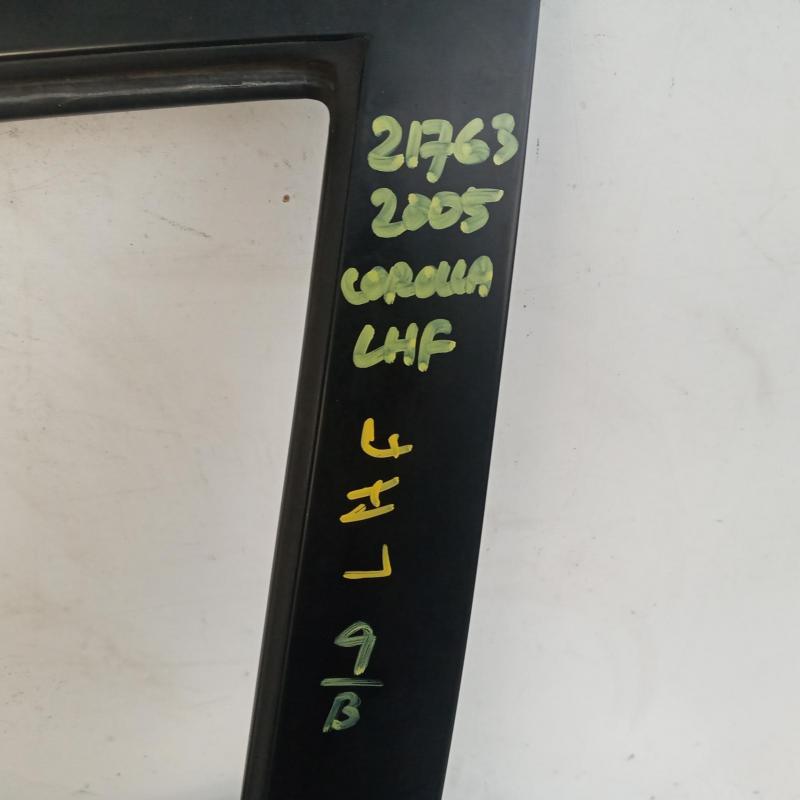 21763
2005
COROLLA
LHF
LHF
9/B